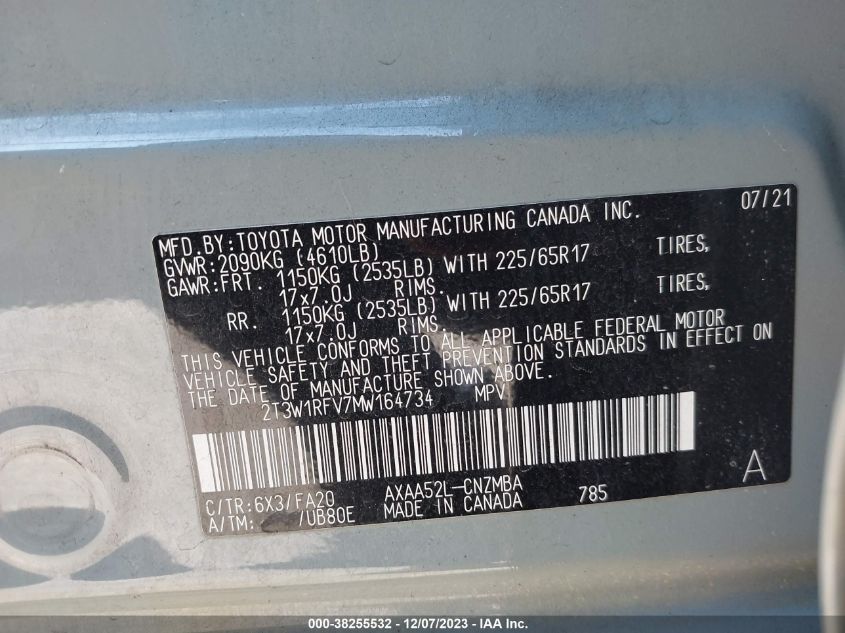 07/21
MFD.BY:TOYOTA MOTOR MANUFACTURING CANADA INC.
GVWR:2090KG (4610LB)
GAWR:FRT. 1150KG (2535LB) WITH 225/65R17 TIRES,
17x7.0J RIMS.
RR. 1150KG (2535LB) WITH 225/65R17 TIRES,
17x7.0J RIMS.
THIS VEHICLE CONFORMS TO ALL APPLICABLE FEDERAL MOTOR
VEHICLE SAFETY AND THEFT PREVENTION STANDARDS IN EFFECT ON
THE DATE OF MANUFACTURE SHOWN ABOVE.
2T3W1RFV7MW164734 MPV
C/TR:6X3/FA20 AXAA52L-CNZMBA 785 A
A/TM: /UB80E MADE IN CANADA
000-38255532 - 12/07/2023 - IAA Inc.